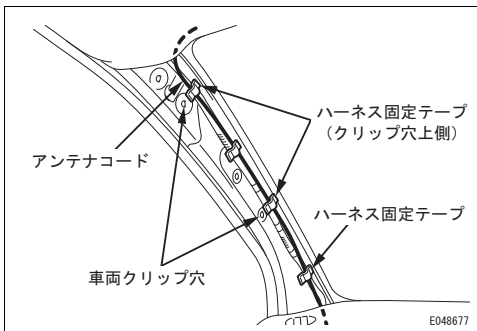 ハーネス固定テープ
（クリップ穴上側）
アンテナコード
ハーネス固定テープ
車両クリップ穴
E048677